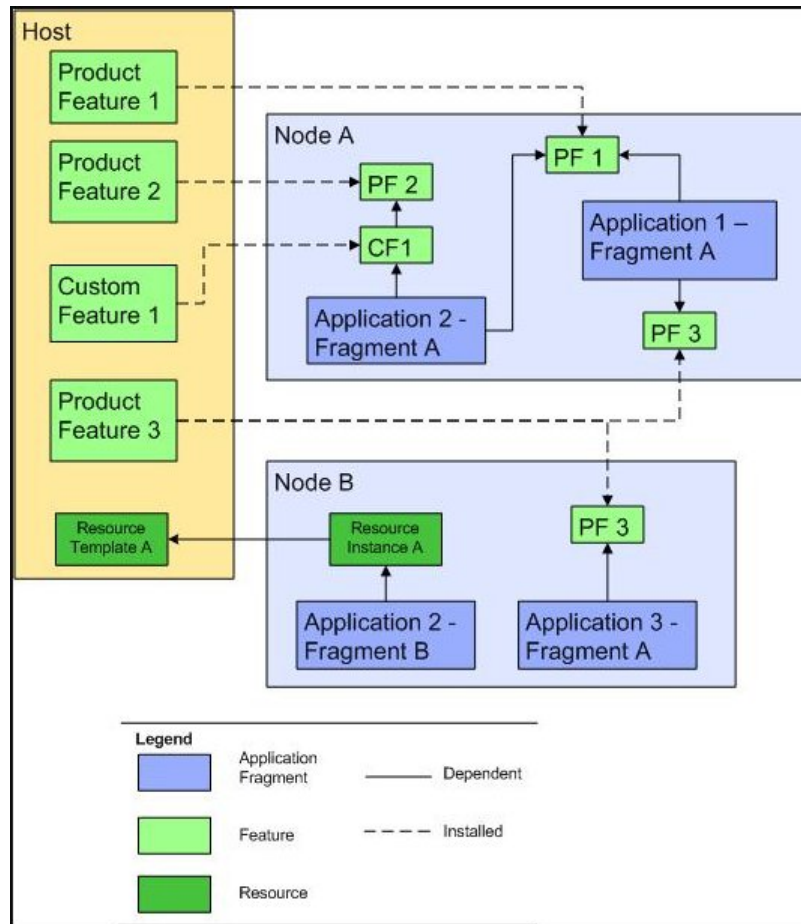 Host
Product
Feature 1
Product
Feature 2
Custom
Feature 1
Product
Feature 3
Resource
Template A
Node A
PF 1
PF 2
CF1
Application 1 –
Fragment A
Application 2 -
Fragment A
PF 3
Node B
Resource
Instance A
PF 3
Application 2 -
Fragment B
Application 3 -
Fragment A
Legend
Application
Fragment
Dependent
Feature
Installed
Resource